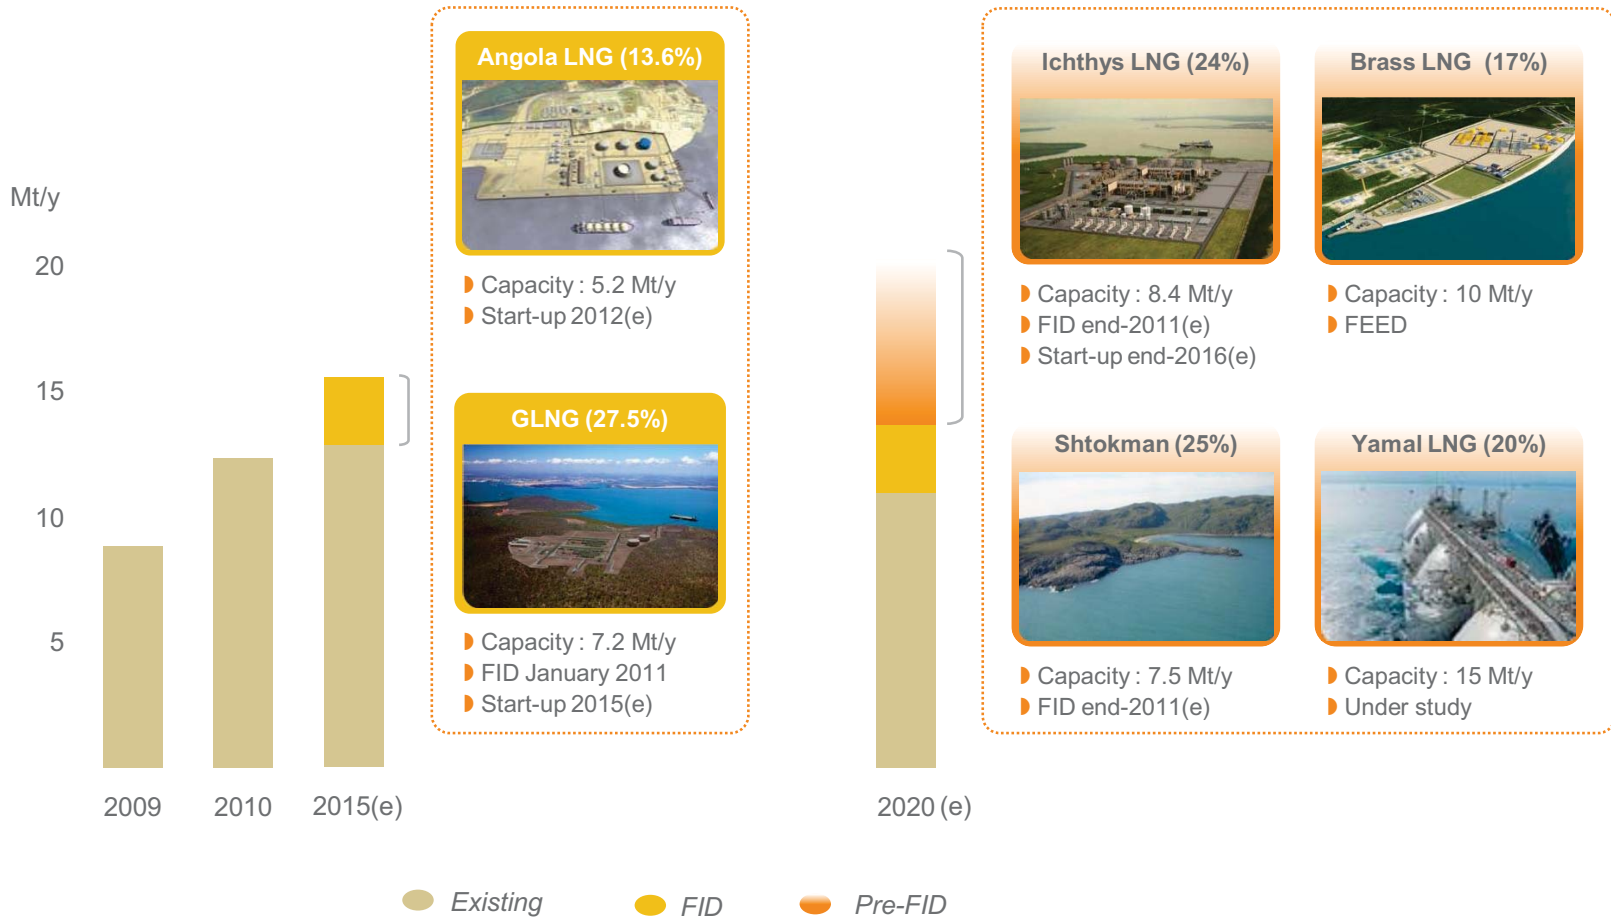 Mt/y
20
15
10
5
2009
2010
2015(e)
Angola LNG (13.6%)
Capacity : 5.2 Mt/y
Start-up 2012(e)
GLNG (27.5%)
Capacity : 7.2 Mt/y
FID January 2011
Start-up 2015(e)
2020 (e)
Ichthys LNG (24%)
Capacity : 8.4 Mt/y
FID end-2011(e)
Start-up end-2016(e)
Brass LNG (17%)
Capacity : 10 Mt/y
FEED
Shtokman (25%)
Capacity : 7.5 Mt/y
FID end-2011(e)
Yamal LNG (20%)
Capacity : 15 Mt/y
Under study
Existing
FID
Pre-FID